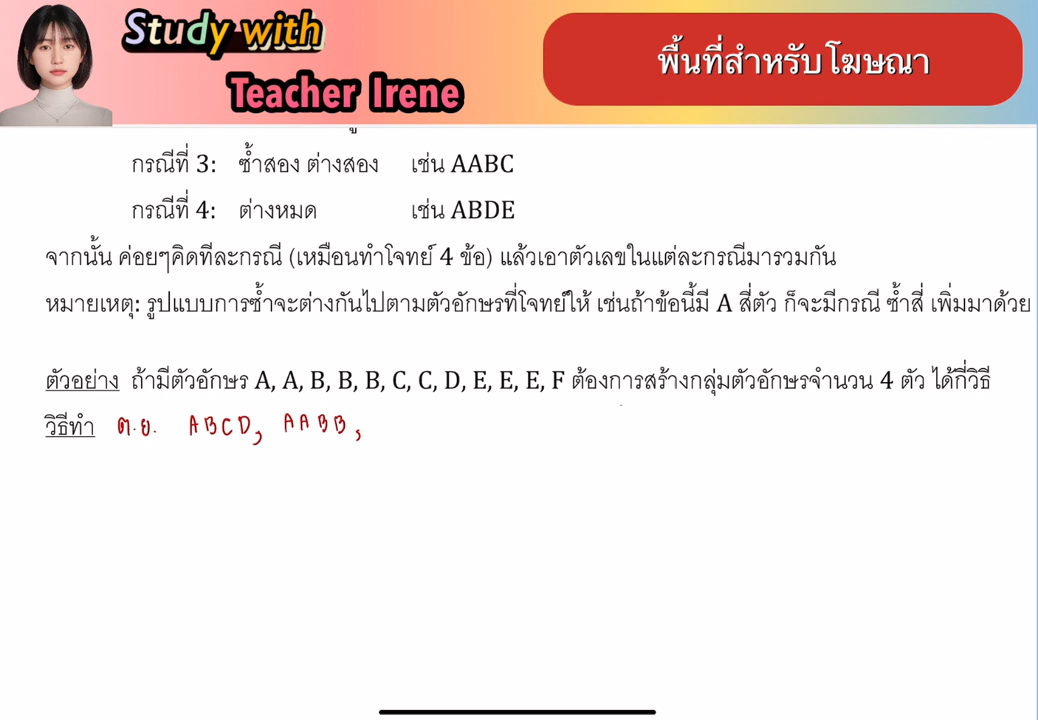 Study with
Teacher Irene
พื้นที่สำหรับโฆษณา
กรณีที่ 3: ซ้ำสอง ต่างสอง เช่น AABC
กรณีที่ 4: ต่างหมด เช่น ABDE
จากนั้น ค่อยๆคิดทีละกรณี (เหมือนทำโจทย์ 4 ข้อ) แล้วเอาตัวเลขในแต่ละกรณีมารวมกัน
หมายเหตุ: รูปแบบการซ้ำจะต่างกันไปตามตัวอักษรที่โจทย์ให้ เช่นถ้าข้อนี้มี A สี่ตัว ก็จะมีกรณี ซ้ำสี่ เพิ่มมาด้วย
ตัวอย่าง ถ้ามีตัวอักษร A, A, B, B, B, C, C, D, E, E, E, F ต้องการสร้างกลุ่มตัวอักษรจำนวน 4 ตัว ได้กี่วิธี
วิธีทำ ต.ย. ABCD, AABB,